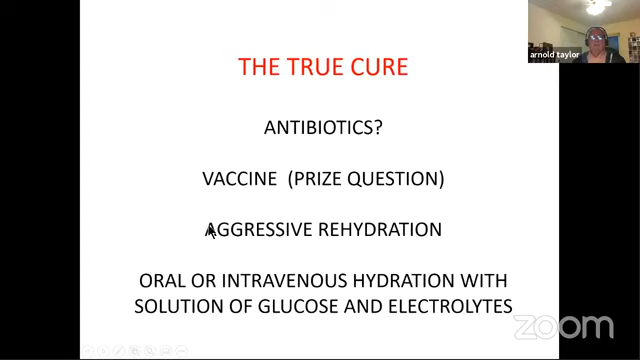 arnold taylor
THE TRUE CURE
ANTIBIOTICS?
VACCINE (PRIZE QUESTION)
AGGRESSIVE REHYDRATION
ORAL OR INTRAVENOUS HYDRATION WITH
SOLUTION OF GLUCOSE AND ELECTROLYTES
zoom